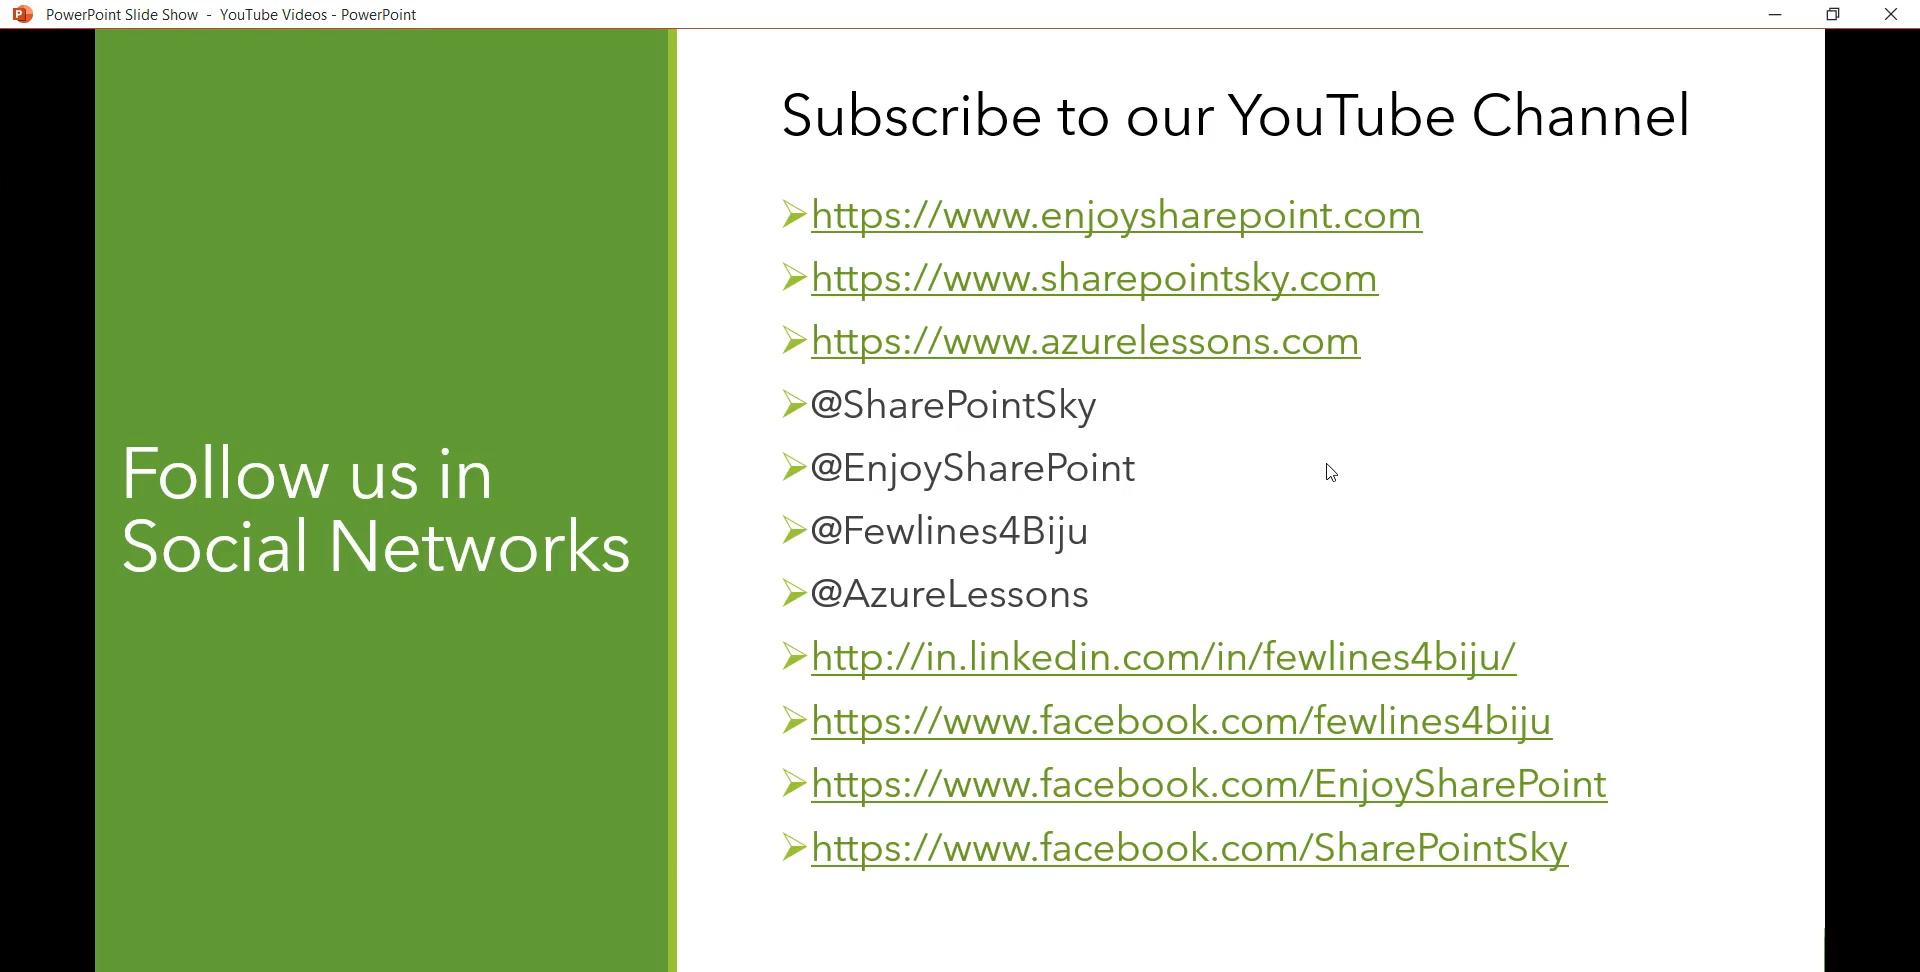 PowerPoint Slide Show - YouTube Videos - PowerPoint
Follow us in
Social Networks
Subscribe to our YouTube Channel
https://www.enjoysharepoint.com
https://www.sharepointsky.com
https://www.azurelessons.com
@SharePointSky
@EnjoySharePoint
@Fewlines4Biju
@AzureLessons
http://in.linkedin.com/in/fewlines4biju/
https://www.facebook.com/fewlines4biju
https://www.facebook.com/EnjoySharePoint
https://www.facebook.com/SharePointSky